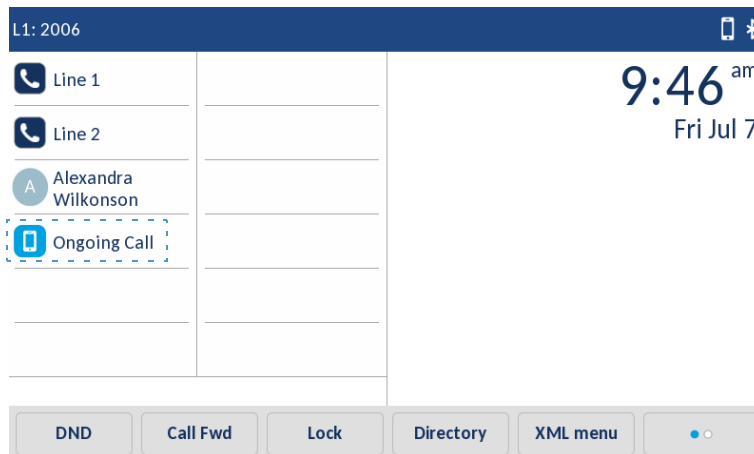 L1: 2006
Line 1
Line 2
A
Alexandra
Wilkonson
Ongoing Call
9:46 am
Fri Jul 7
DND
Call Fwd
Lock
Directory
XML menu